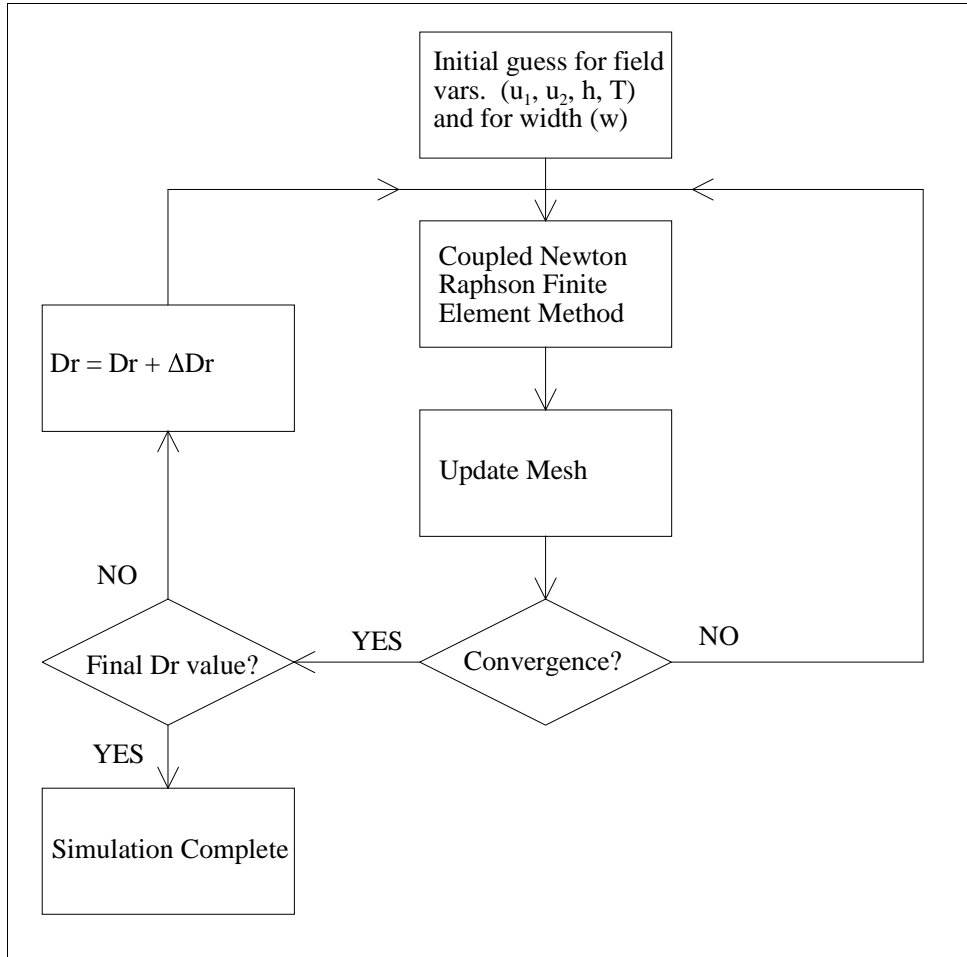 Initial guess for field
vars. (u₁, u₂, h, T)
and for width (w)
Coupled Newton
Raphson Finite
Element Method
Dr = Dr + ΔDr
Update Mesh
NO
YES
NO
Final Dr value?
Convergence?
YES
Simulation Complete